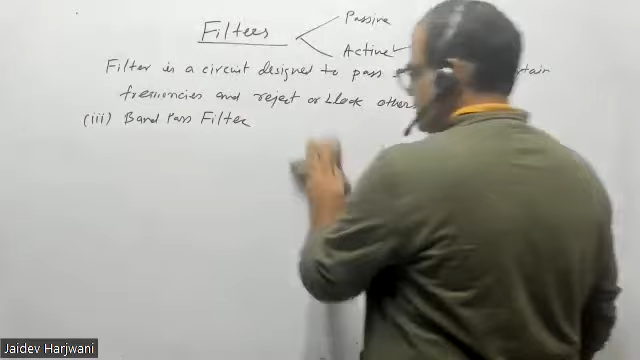 Filters
Passive
Active
Filter is a circuit designed to pass
frequencies and reject or block others
(iii) Band Pass Filter
Jaidev Harjwani